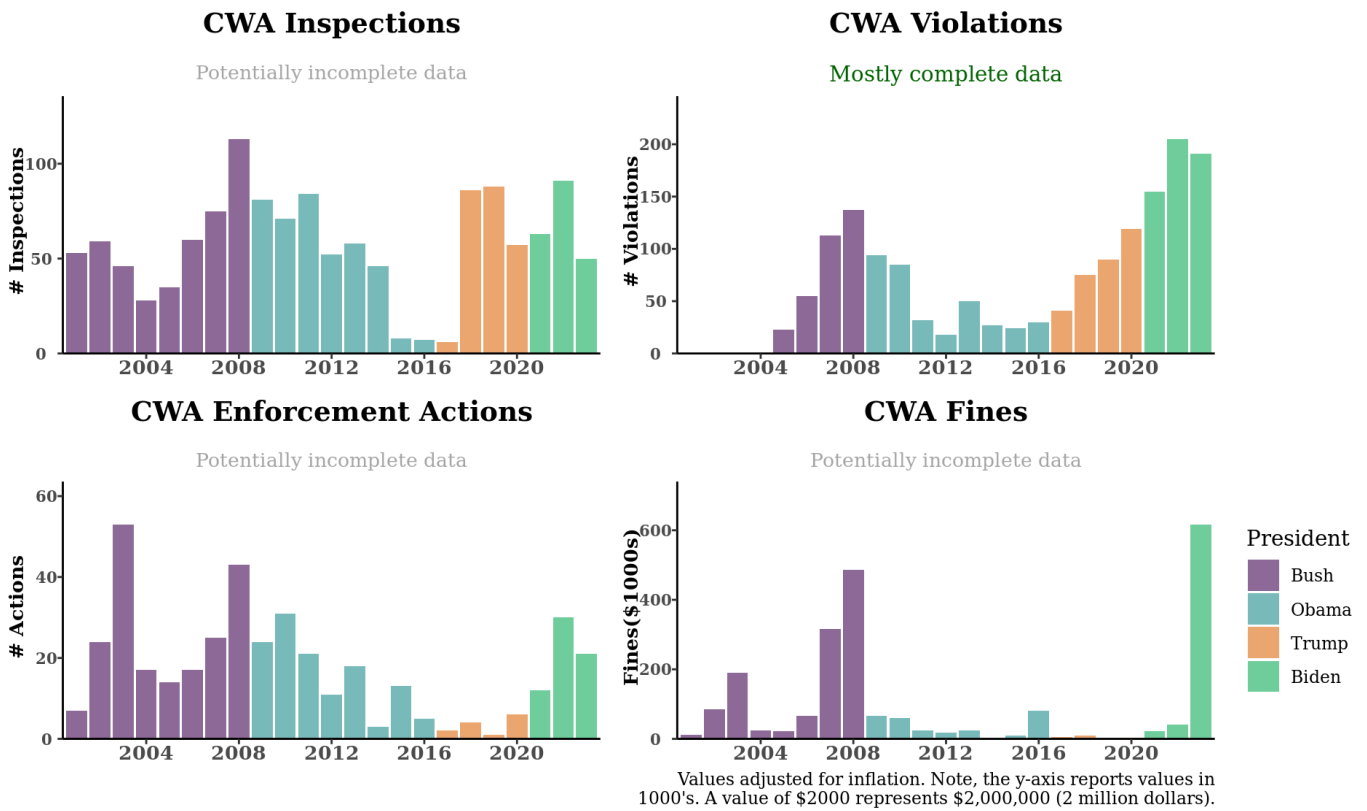 CWA Inspections
Potentially incomplete data
# Inspections
100
50
0
2004 2008 2012 2016 2020
CWA Violations
Mostly complete data
# Violations
200
150
100
50
0
2004 2008 2012 2016 2020
CWA Enforcement Actions
Potentially incomplete data
# Actions
60
40
20
0
2004 2008 2012 2016 2020
CWA Fines
Potentially incomplete data
Fines($1000s)
600
400
200
0
2004 2008 2012 2016 2020
President
Bush
Obama
Trump
Biden
Values adjusted for inflation. Note, the y-axis reports values in
1000's. A value of $2000 represents $2,000,000 (2 million dollars).